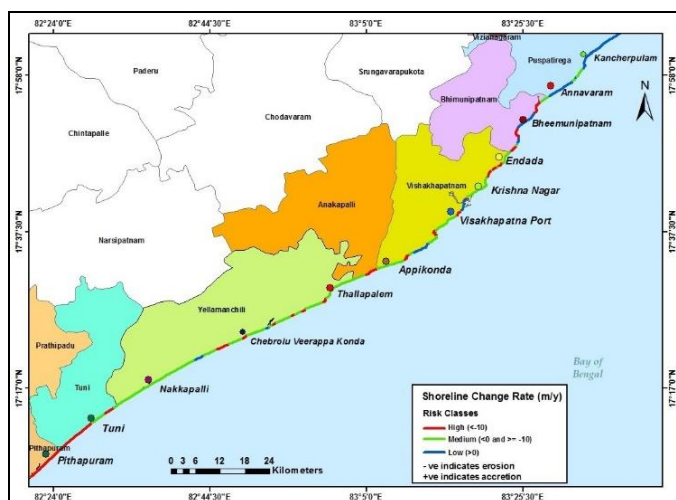 82°24'0"E
82°44'30"E
83°5'0"E
83°25'30"E
Vizianagaram
Puspatirega
Kancherpulam
17°58'0"N
17°58'0"N
Paderu
Srungavarapukota
Annavaram
N
Bhimunipatnam
Bheemunipatnam
Chintapalle
Chodavaram
Endada
Vishakhapatnam
Krishna Nagar
Anakapalli
Visakhapatna Port
17°37'30"N
17°37'30"N
Narsipatnam
Appikonda
Thallapalem
Yellamanchili
Chebrolu Veerappa Konda
Prathipadu
Bay of
Bengal
Tuni
Nakkapalli
17°17'0"N
17°17'0"N
Shoreline Change Rate (m/y)
Risk Classes
High (<-10)
Medium (<0 and >= -10)
Low (>0)
- ve indicates erosion
+ve indicates accretion
Tuni
Pithapuram
Pithapuram
0 3 6 12 18 24
Kilometers
82°24'0"E
82°44'30"E
83°5'0"E
83°25'30"E